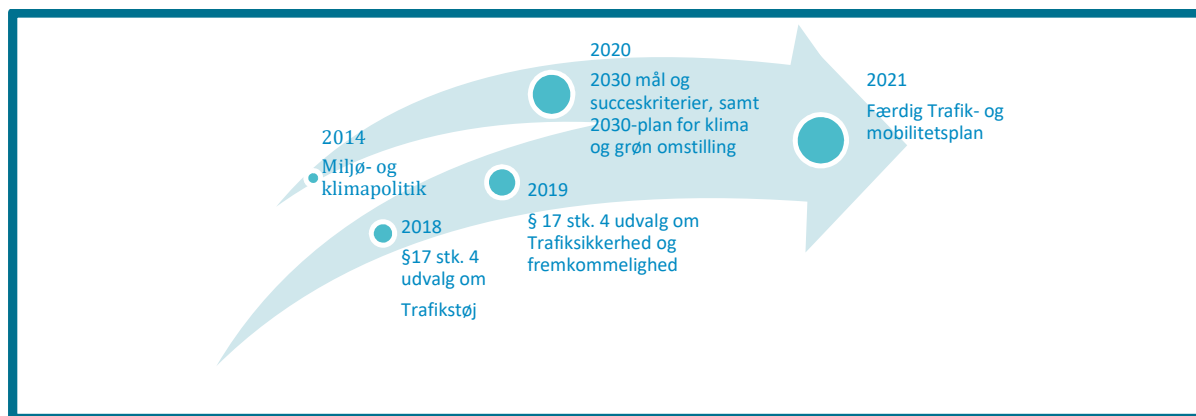 2014
Miljø- og
klimapolitik
2018
§17 stk. 4
udvalg om
Trafikstøj
2019
§ 17 stk. 4 udvalg om
Trafiksikkerhed og
fremkommelighed
2020
2030 mål og
succeskriterier, samt
2030-plan for klima
og grøn omstilling
2021
Færdig Trafik- og
mobilitetsplan